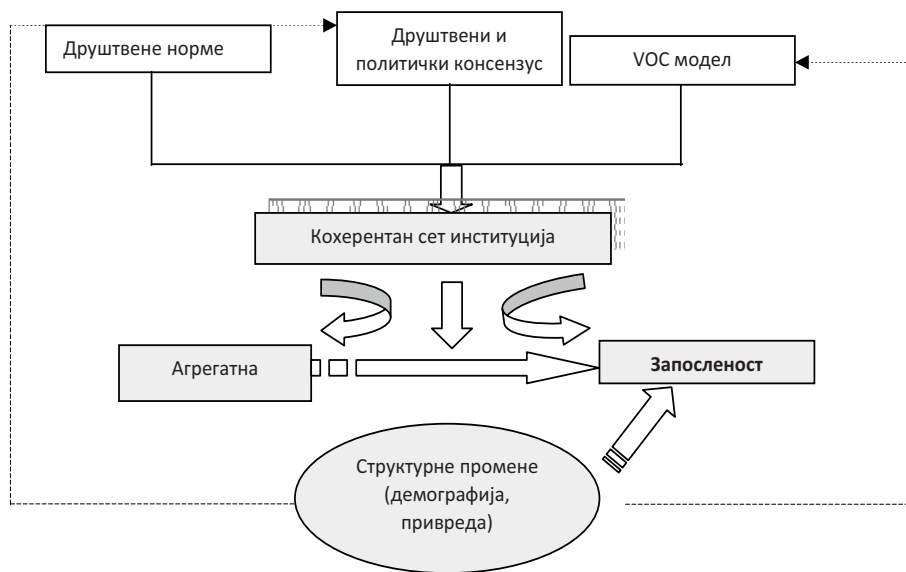 Друштвене норме
Друштвени и
политички консензус
VOC модел
Кохерентан сет институција
Агрегатна
Запосленост
Структурне промене
(демографија,
привреда)